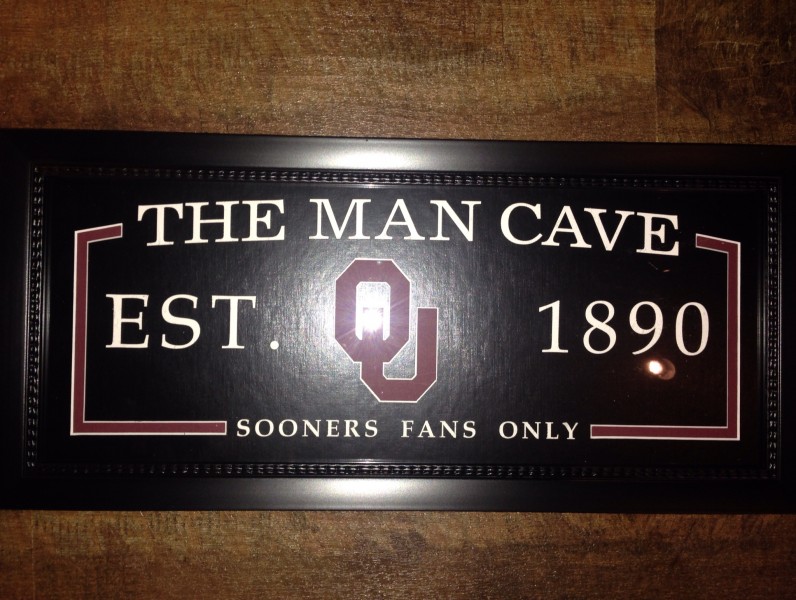 THE MAN CAVE
EST. OU 1890
SOONERS FANS ONLY